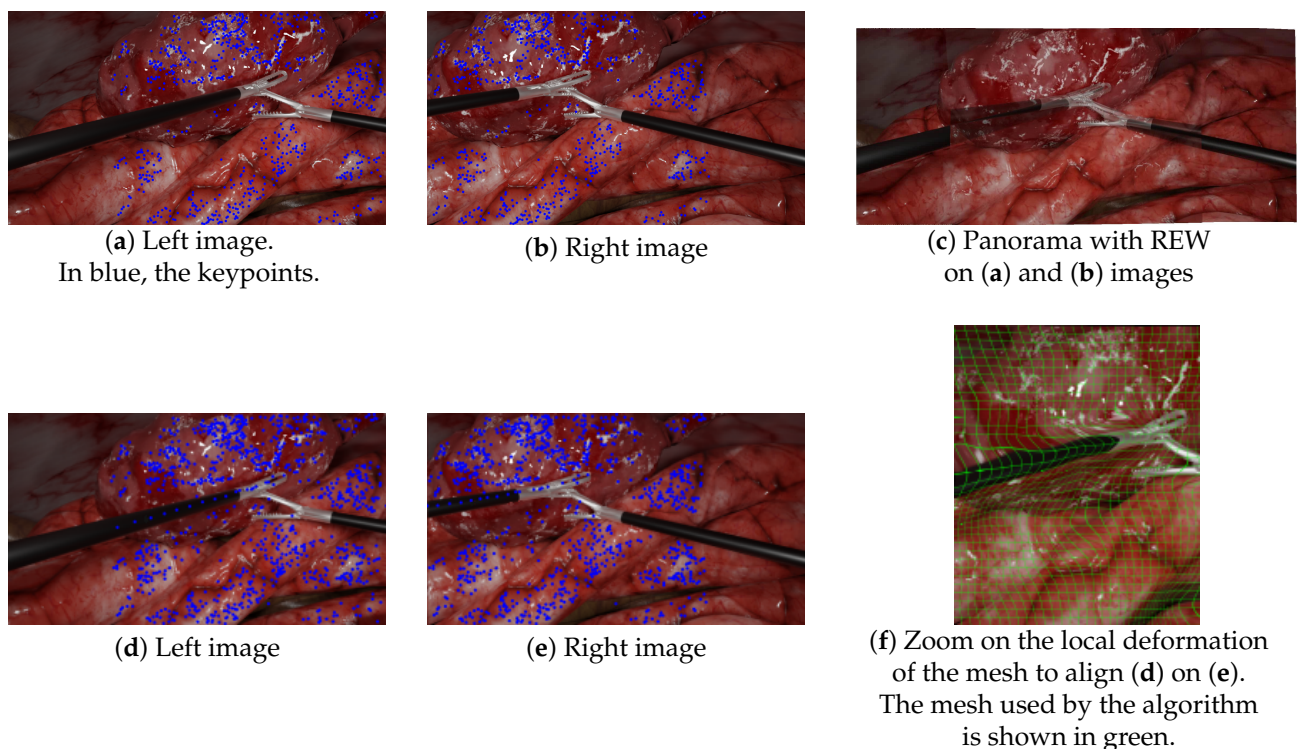 (a) Left image.
In blue, the keypoints.
(b) Right image
(c) Panorama with REW
on (a) and (b) images
(d) Left image
(e) Right image
(f) Zoom on the local deformation
of the mesh to align (d) on (e).
The mesh used by the algorithm
is shown in green.